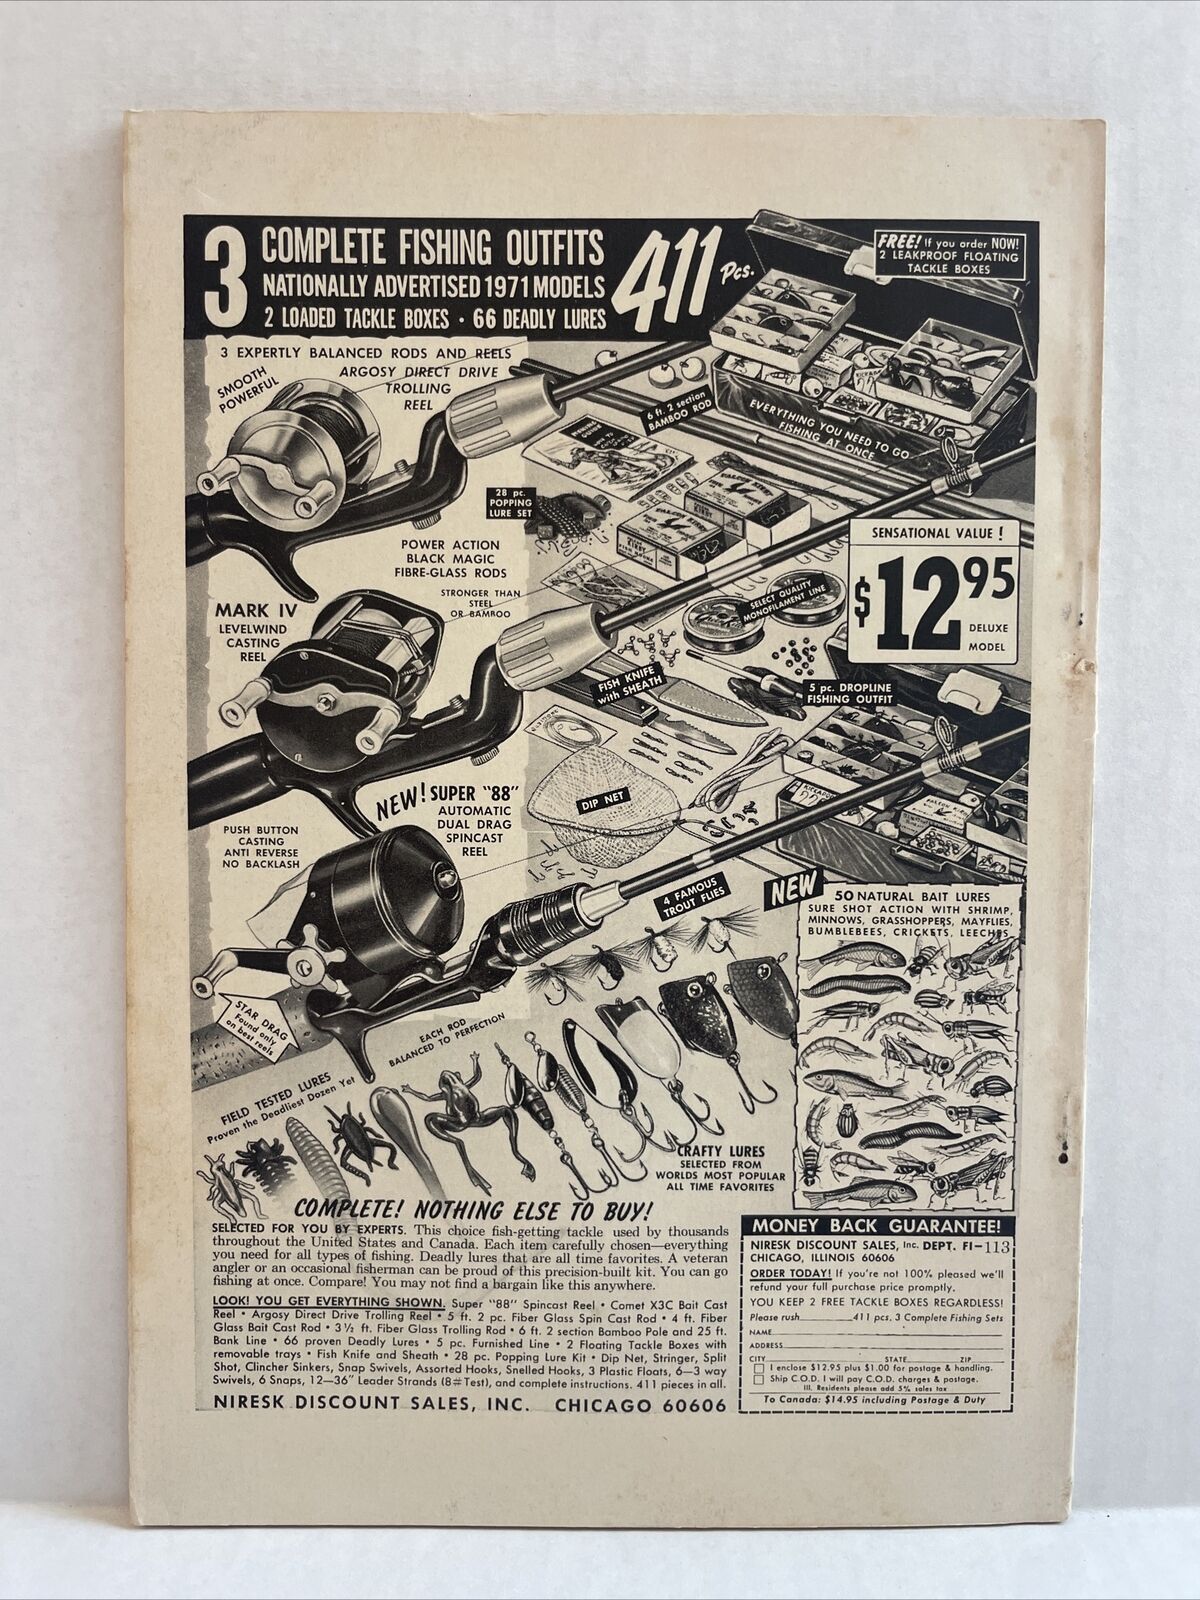 3 COMPLETE FISHING OUTFITS
NATIONALLY ADVERTISED 1971 MODELS
2 LOADED TACKLE BOXES • 66 DEADLY LURES
411 Pcs.
FREE! If you order NOW!
2 LEAKPROOF FLOATING
TACKLE BOXES
3 EXPERTLY BALANCED RODS AND REELS
SMOOTH
POWERFUL
ARGOSY DIRECT DRIVE
TROLLING
REEL
6 ft. 2 section
BAMBOO ROD
EVERYTHING YOU NEED TO GO
FISHING AT ONCE
28 pc.
POPPING
LURE SET
POWER ACTION
BLACK MAGIC
FIBRE-GLASS RODS
STRONGER THAN
STEEL
OR BAMBOO
SENSATIONAL VALUE!
$12.95
DELUXE
MODEL
SELECT QUALITY
MONOFILAMENT LINE
MARK IV
LEVELWIND
CASTING
REEL
FISH KNIFE
with SHEATH
5 pc. DROPLINE
FISHING OUTFIT
NEW! SUPER "88"
AUTOMATIC
DUAL DRAG
SPINCAST
REEL
DIP NET
PUSH BUTTON
CASTING
ANTI REVERSE
NO BACKLASH
4 FAMOUS
TROUT FLIES
NEW
50 NATURAL BAIT LURES
SURE SHOT ACTION WITH SHRIMP,
MINNOWS, GRASSHOPPERS, MAYFLIES,
BUMBLEBEES, CRICKETS, LEECHES
STAR DRAG
Found only
on best reels
EACH ROD
BALANCED TO PERFECTION
FIELD TESTED LURES
Proven the Deadliest Dozen Yet
CRAFTY LURES
SELECTED FROM
WORLDS MOST POPULAR
ALL TIME FAVORITES
COMPLETE! NOTHING ELSE TO BUY!
SELECTED FOR YOU BY EXPERTS. This choice fish-getting tackle used by thousands
throughout the United States and Canada. Each item carefully chosen—everything
you need for all types of fishing. Deadly lures that are all time favorites. A veteran
angler or an occasional fisherman can be proud of this precision-built kit. You can go
fishing at once. Compare! You may not find a bargain like this anywhere.
LOOK! YOU GET EVERYTHING SHOWN. Super "88" Spincast Reel • Comet X3C Bait Cast
Reel • Argosy Direct Drive Trolling Reel • 5 ft. 2 pc. Fiber Glass Spin Cast Rod • 4 ft. Fiber
Glass Bait Cast Rod • 3½ ft. Fiber Glass Trolling Rod • 6 ft. 2 section Bamboo Pole and 25 ft.
Bank Line • 66 proven Deadly Lures • 5 pc. Furnished Line • 2 Floating Tackle Boxes with
removable trays • Fish Knife and Sheath • 28 pc. Popping Lure Kit • Dip Net, Stringer, Split
Shot, Clincher Sinkers, Snap Swivels, Assorted Hooks, Snelled Hooks, 3 Plastic Floats, 6—3 way
Swivels, 6 Snaps, 12—36" Leader Strands (8#Test), and complete instructions. 411 pieces in all.
NIRESK DISCOUNT SALES, INC. CHICAGO 60606
MONEY BACK GUARANTEE!
NIRESK DISCOUNT SALES, Inc. DEPT. FI-113
CHICAGO, ILLINOIS 60606
ORDER TODAY! If you're not 100% pleased we'll
refund your full purchase price promptly.
YOU KEEP 2 FREE TACKLE BOXES REGARDLESS!
Please rush 411 pcs. 3 Complete Fishing Sets
NAME
ADDRESS
CITY STATE ZIP
I enclose $12.95 plus $1.00 for postage & handling.
Ship C.O.D. I will pay C.O.D. charges & postage.
Ill. Residents please add 5% sales tax
To Canada: $14.95 including Postage & Duty